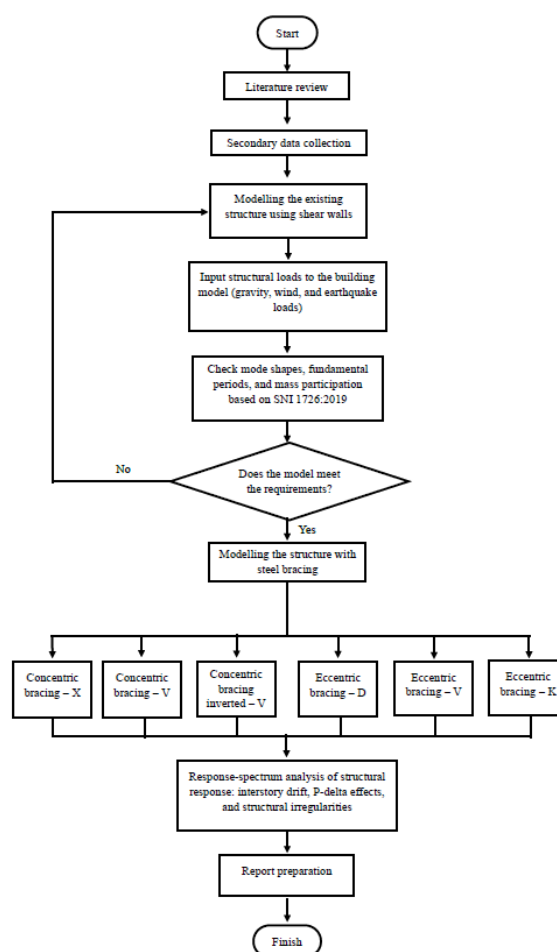 Start
Literature review
Secondary data collection
Modelling the existing
structure using shear walls
Input structural loads to the building
model (gravity, wind, and earthquake
loads)
Check mode shapes, fundamental
periods, and mass participation
based on SNI 1726:2019
No
Does the model meet
the requirements?
Yes
Modelling the structure with
steel bracing
Concentric
bracing – X
Concentric
bracing – V
Concentric
bracing
inverted – V
Eccentric
bracing – D
Eccentric
bracing – V
Eccentric
bracing – K
Response-spectrum analysis of structural
response: interstory drift, P-delta effects,
and structural irregularities
Report preparation
Finish